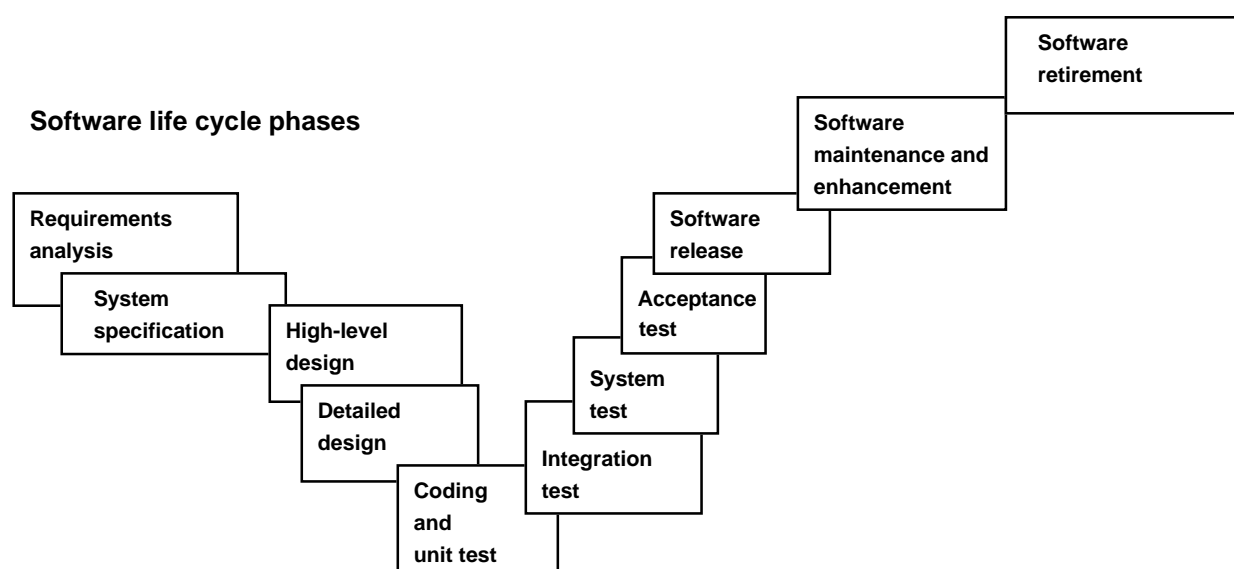 Software life cycle phases
Requirements
analysis
System
specification
High-level
design
Detailed
design
Coding
and
unit test
Integration
test
System
test
Acceptance
test
Software
release
Software
maintenance and
enhancement
Software
retirement